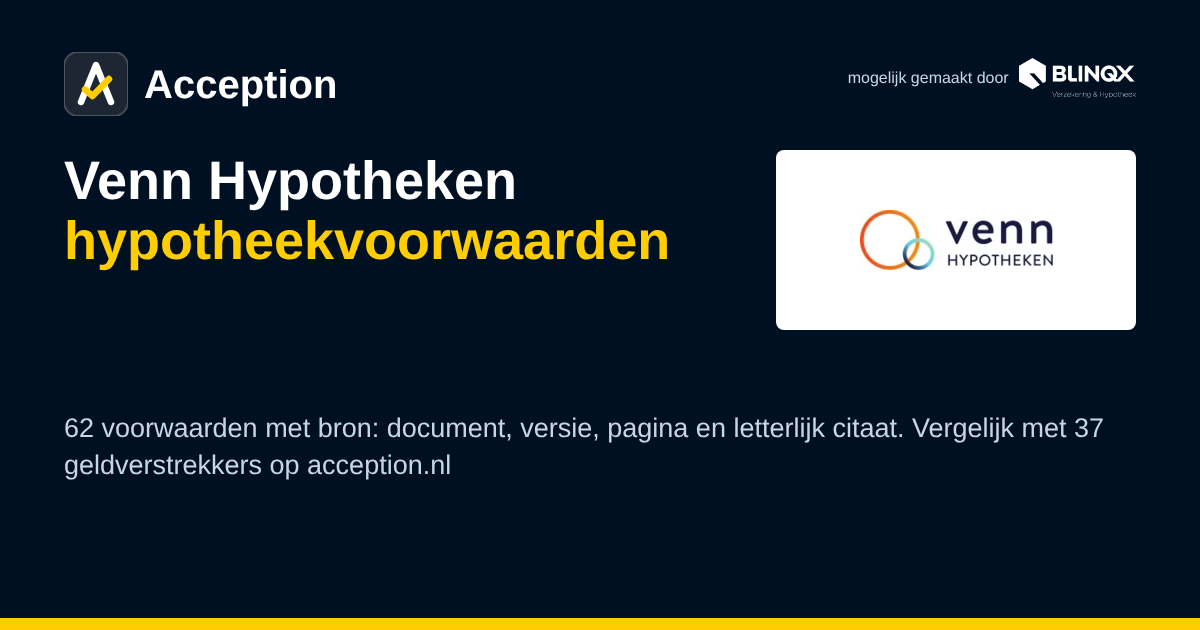 Acception
mogelijk gemaakt door
BLINQX
Verzekering & Hypotheek
Venn Hypotheken
hypotheekvoorwaarden
venn
HYPOTHEKEN
62 voorwaarden met bron: document, versie, pagina en letterlijk citaat. Vergelijk met 37
geldverstrekkers op acception.nl